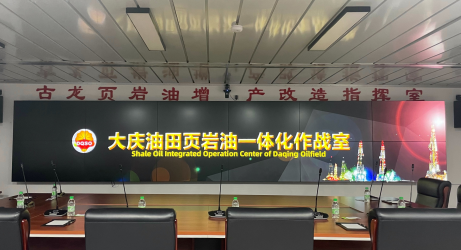 古龙页岩油增产改造指挥室
大庆油田页岩油一体化作战室
Shale Oil Integrated Operation Center of Daqing Oilfield